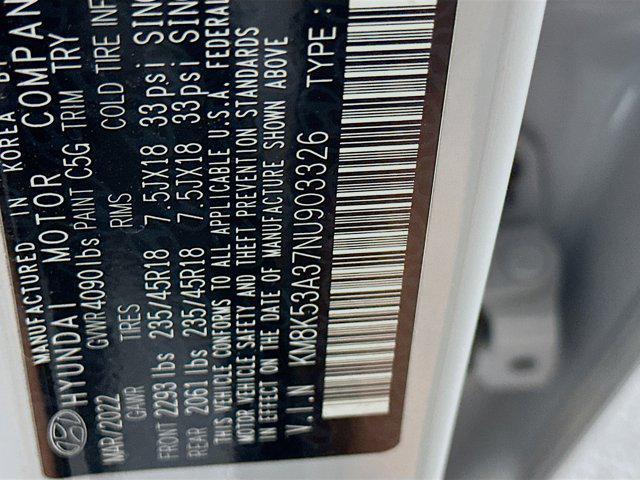 MANUFACTURED IN KOREA BY
HYUNDAI MOTOR COMPAN
MAR/2022 GVWR 4090 lbs PAINT C5G TRIM TRY
GAWR TIRES RIMS COLD TIRE INF
FRONT 2293 lbs 235/45R18 7.5JX18 33psi SING
REAR 2061 lbs 235/45R18 7.5JX18 33psi SIN
THIS VEHICLE CONFORMS TO ALL APPLICABLE U.S.A. FEDERAL
MOTOR VEHICLE SAFETY AND THEFT PREVENTION STANDARDS
IN EFFECT ON THE DATE OF MANUFACTURE SHOWN ABOVE
V.I.N KM8K53A37NU903326 TYPE :